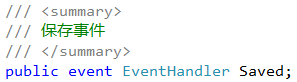 /// <summary>
/// 保存事件
/// </summary>
public event EventHandler Saved;